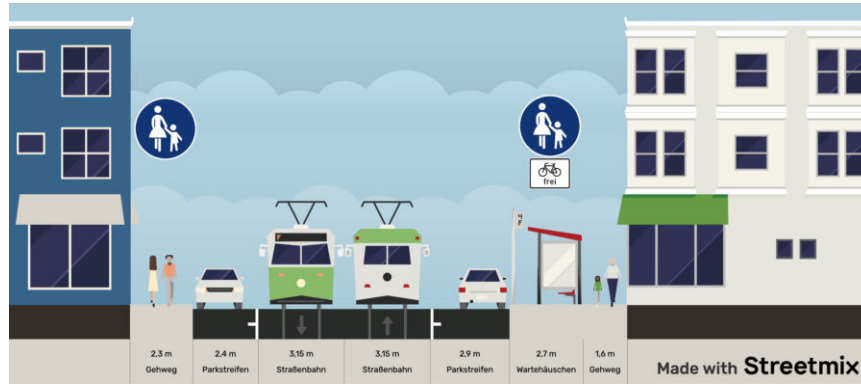 frei
H
F
2,3 m
Gehweg
2,4 m
Parkstreifen
3,15 m
Straßenbahn
3,15 m
Straßenbahn
2,9 m
Parkstreifen
2,7 m
Wartehäuschen
1,6 m
Gehweg
Made with Streetmix